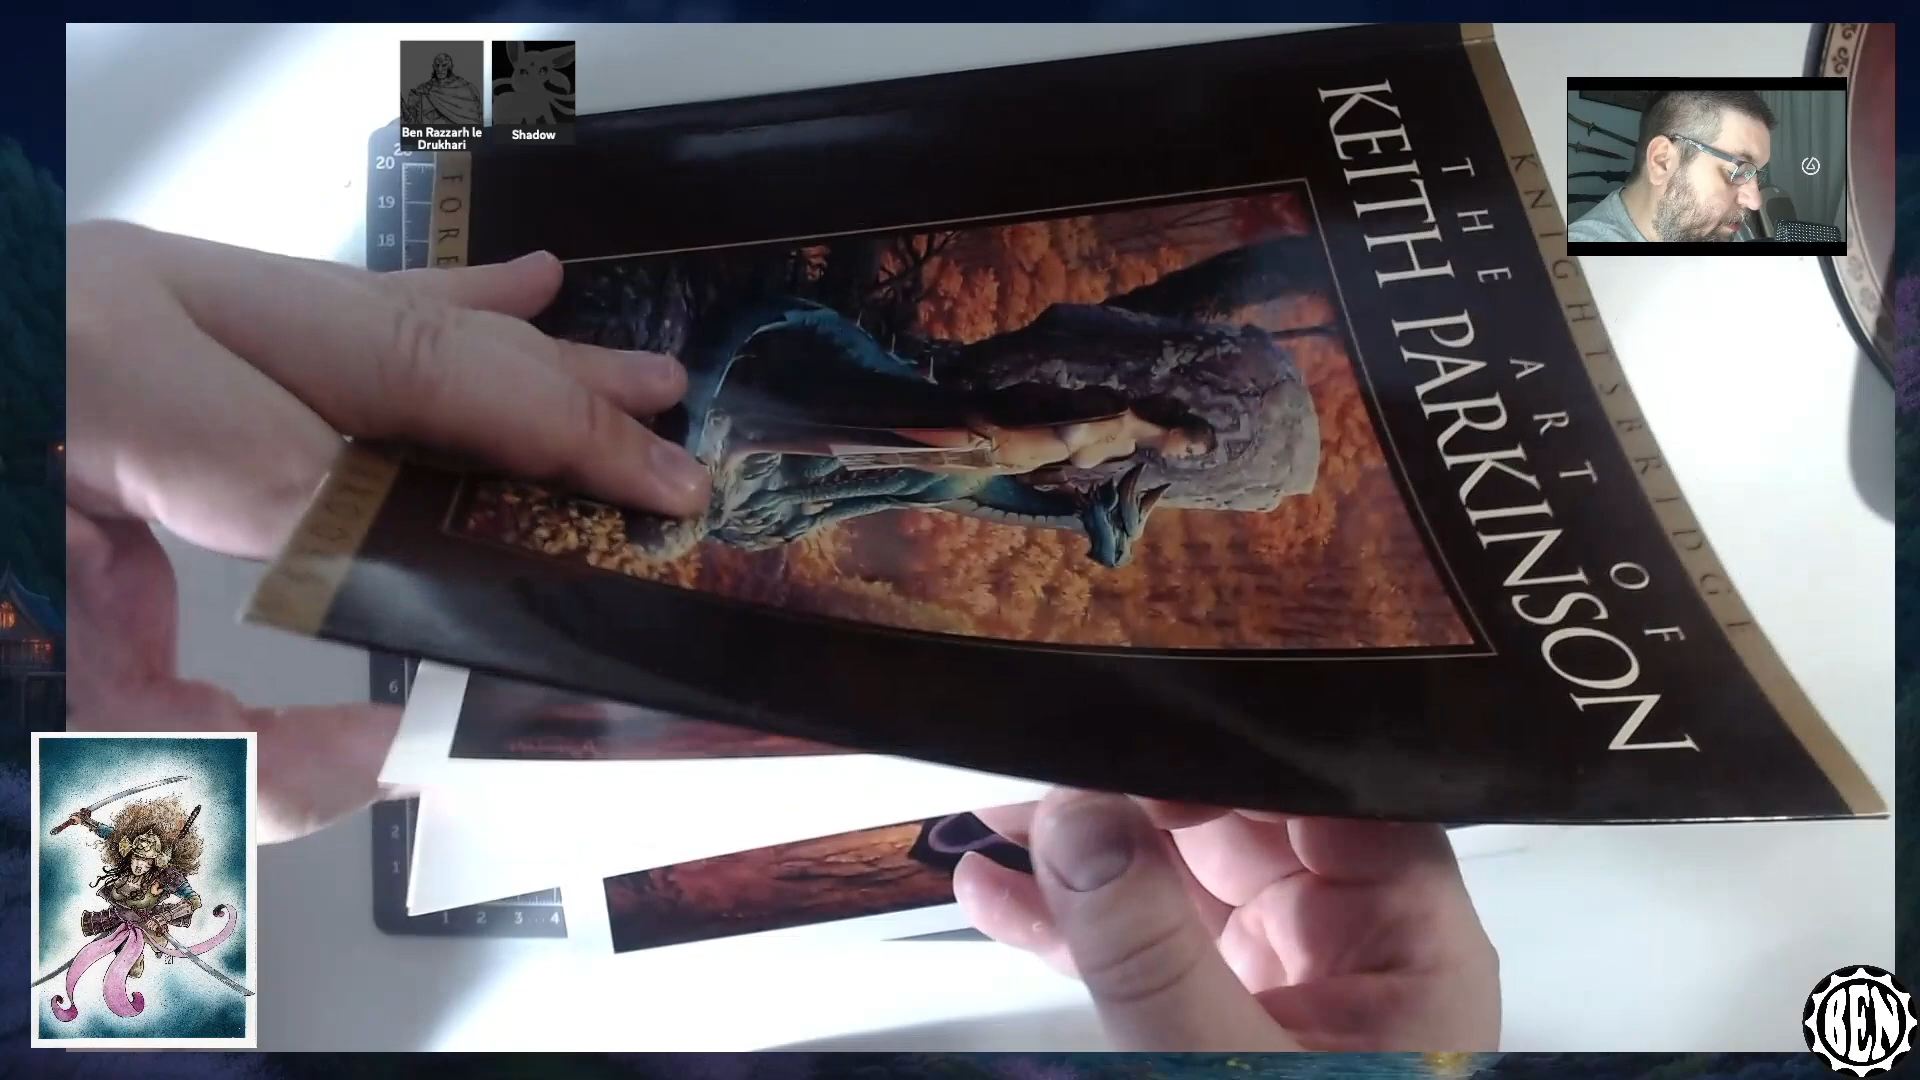 Ben Razzarh le
Drukhari
Shadow
THE ART OF
KEITH PARKINSON
KNIGHTSBRIDGE
FORE
20
19
18
6
2
1
1 2 3 4
BEN